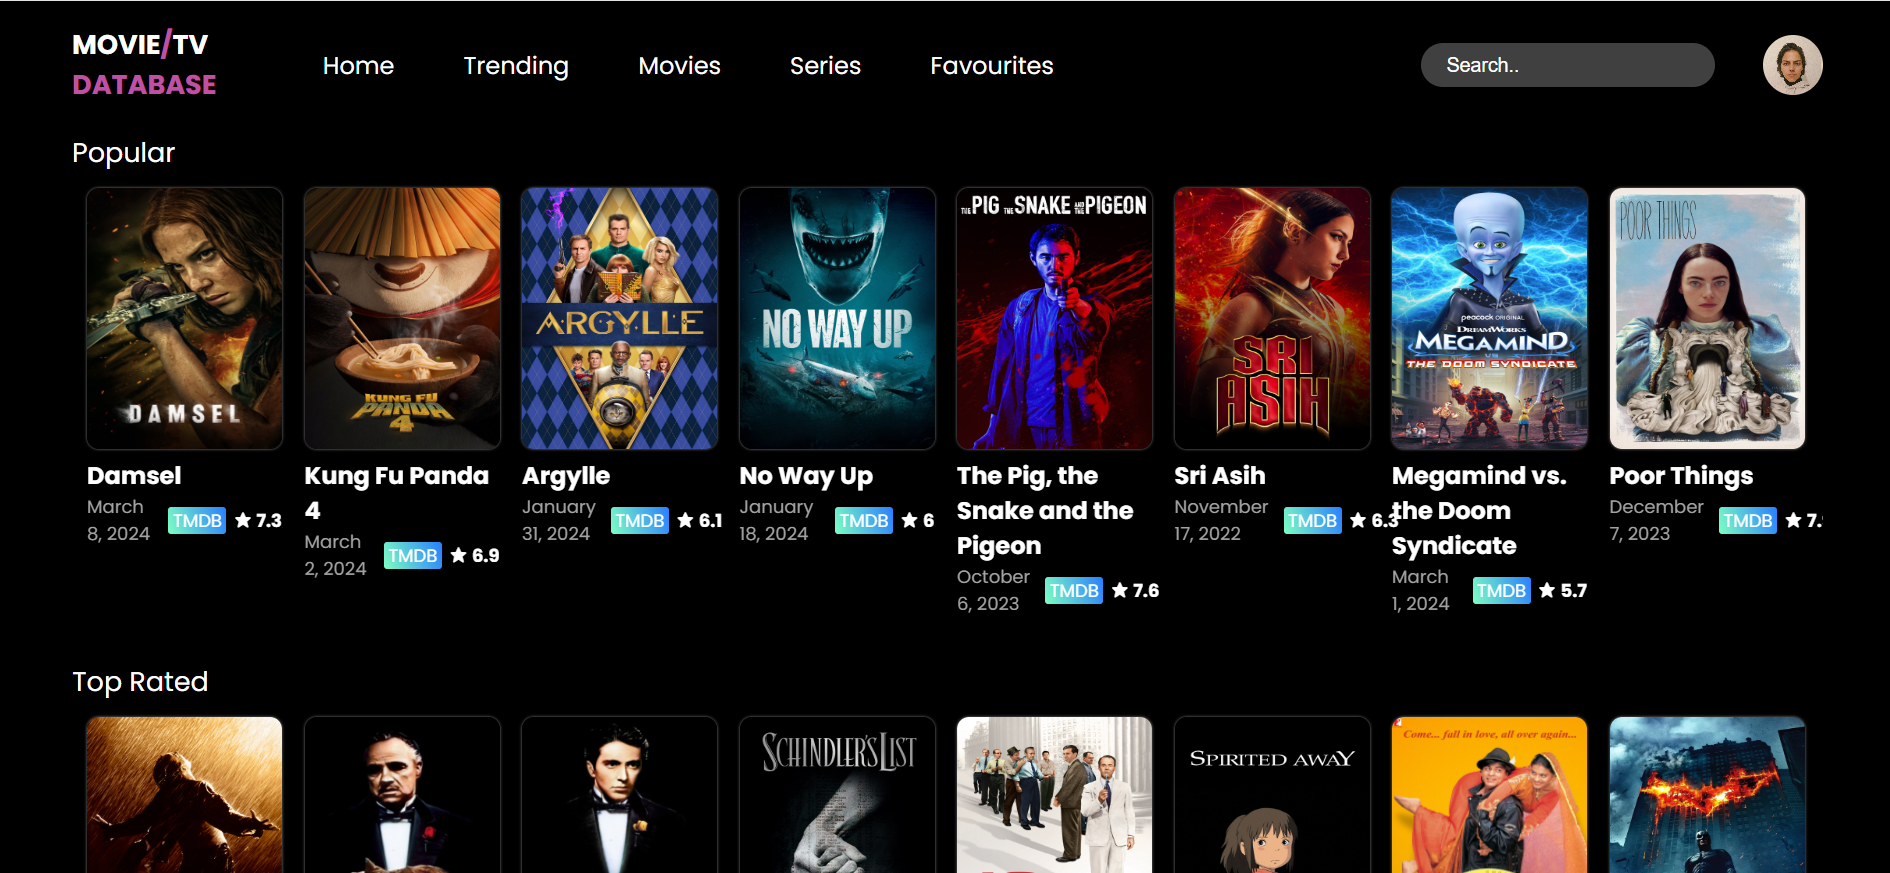 MOVIE/TV
DATABASE
Home
Trending
Movies
Series
Favourites
Search..
Popular
DAMSEL
KUNG FU
PANDA
4
ARGYLLE
NO WAY UP
THE PIG, THE SNAKE AND THE PIGEON
SRI
ASIH
peacock ORIGINAL
DREAMWORKS
MEGAMIND
THE DOOM SYNDICATE
POOR THINGS
Damsel
March
8, 2024
TMDB
★ 7.3
Kung Fu Panda
4
March
2, 2024
TMDB
★ 6.9
Argylle
January
31, 2024
TMDB
★ 6.1
No Way Up
January
18, 2024
TMDB
★ 6
The Pig, the
Snake and the
Pigeon
October
6, 2023
TMDB
★ 7.6
Sri Asih
November
17, 2022
TMDB
★ 6.3
Megamind vs.
the Doom
Syndicate
March
1, 2024
TMDB
★ 5.7
Poor Things
December
7, 2023
TMDB
★ 7.
Top Rated
SCHINDLER'S LIST
SPIRITED AWAY
Come... fall in love, all over again...